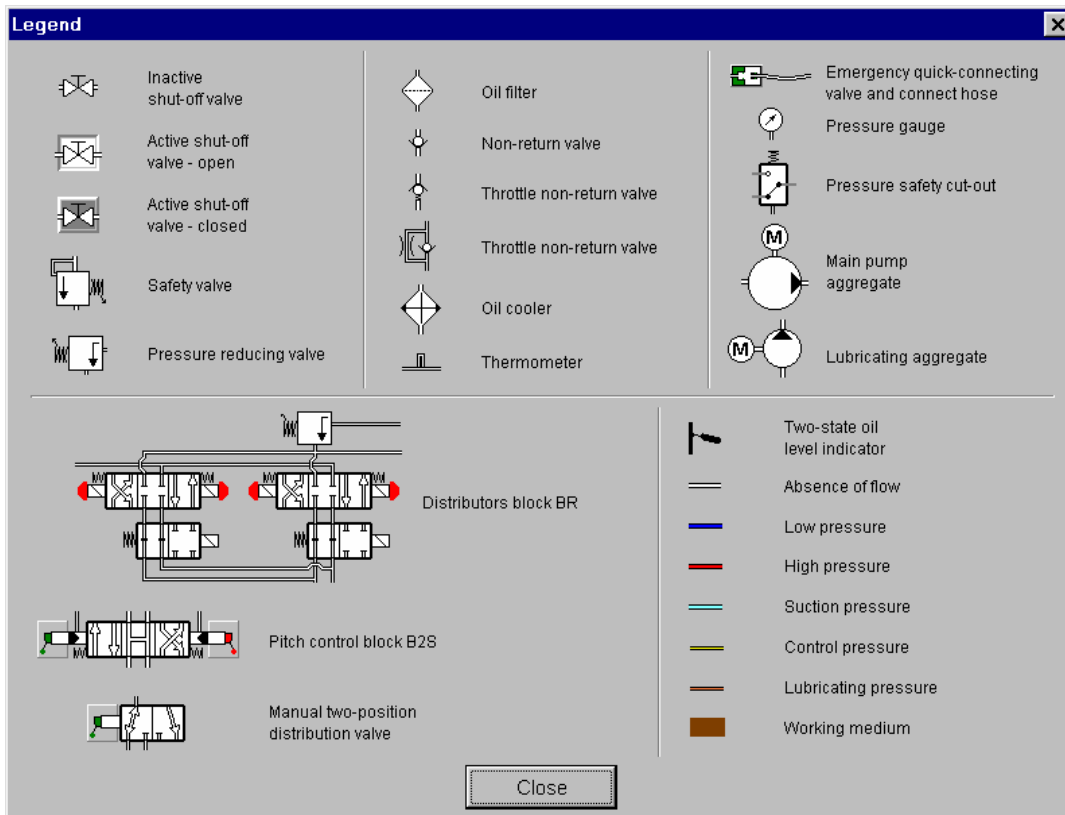 Legend
Inactive
shut-off valve
Active shut-off
valve - open
Active shut-off
valve - closed
Safety valve
Pressure reducing valve
Oil filter
Non-return valve
Throttle non-return valve
Throttle non-return valve
Oil cooler
Thermometer
Emergency quick-connecting
valve and connect hose
Pressure gauge
Pressure safety cut-out
M
Main pump
aggregate
M
Lubricating aggregate
Distributors block BR
Pitch control block B2S
Manual two-position
distribution valve
Two-state oil
level indicator
Absence of flow
Low pressure
High pressure
Suction pressure
Control pressure
Lubricating pressure
Working medium
Close